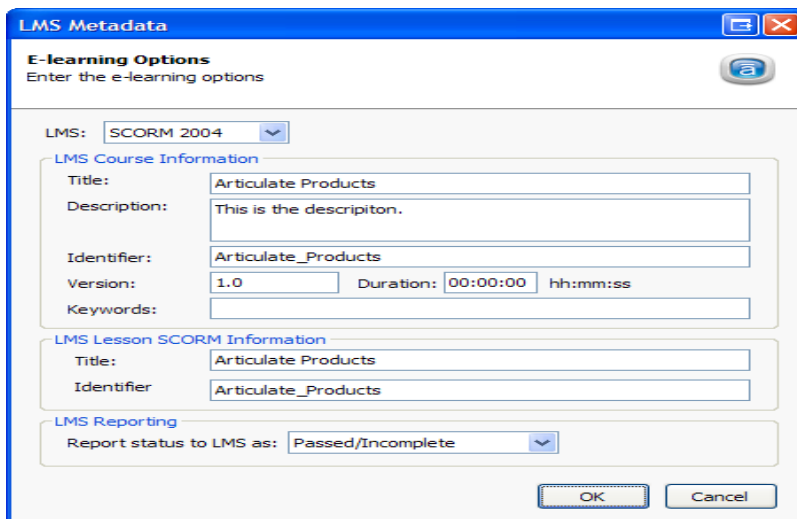 LMS Metadata
E-learning Options
Enter the e-learning options
a
LMS: SCORM 2004
LMS Course Information
Title: Articulate Products
Description: This is the descripiton.
Identifier: Articulate_Products
Version: 1.0 Duration: 00:00:00 hh:mm:ss
Keywords:
LMS Lesson SCORM Information
Title: Articulate Products
Identifier Articulate_Products
LMS Reporting
Report status to LMS as: Passed/Incomplete
OK Cancel